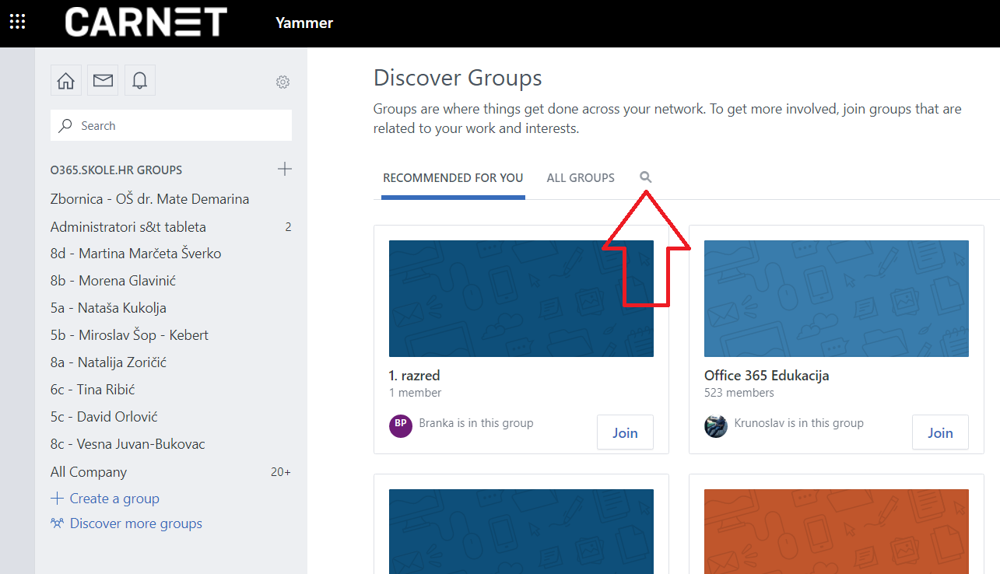 CARNET
Yammer
Search
O365.SKOLE.HR GROUPS
Zbornica - OŠ dr. Mate Demarina
Administratori s&t tableta 2
8d - Martina Marčeta Šverko
8b - Morena Glavinić
5a - Nataša Kukolja
5b - Miroslav Šop - Kebert
8a - Natalija Zoričić
6c - Tina Ribić
5c - David Orlović
8c - Vesna Juvan-Bukovac
All Company 20+
Create a group
Discover more groups
Discover Groups
Groups are where things get done across your network. To get more involved, join groups that are
related to your work and interests.
RECOMMENDED FOR YOU ALL GROUPS
1. razred
1 member
BP Branka is in this group
Join
Office 365 Edukacija
523 members
Krunoslav is in this group
Join